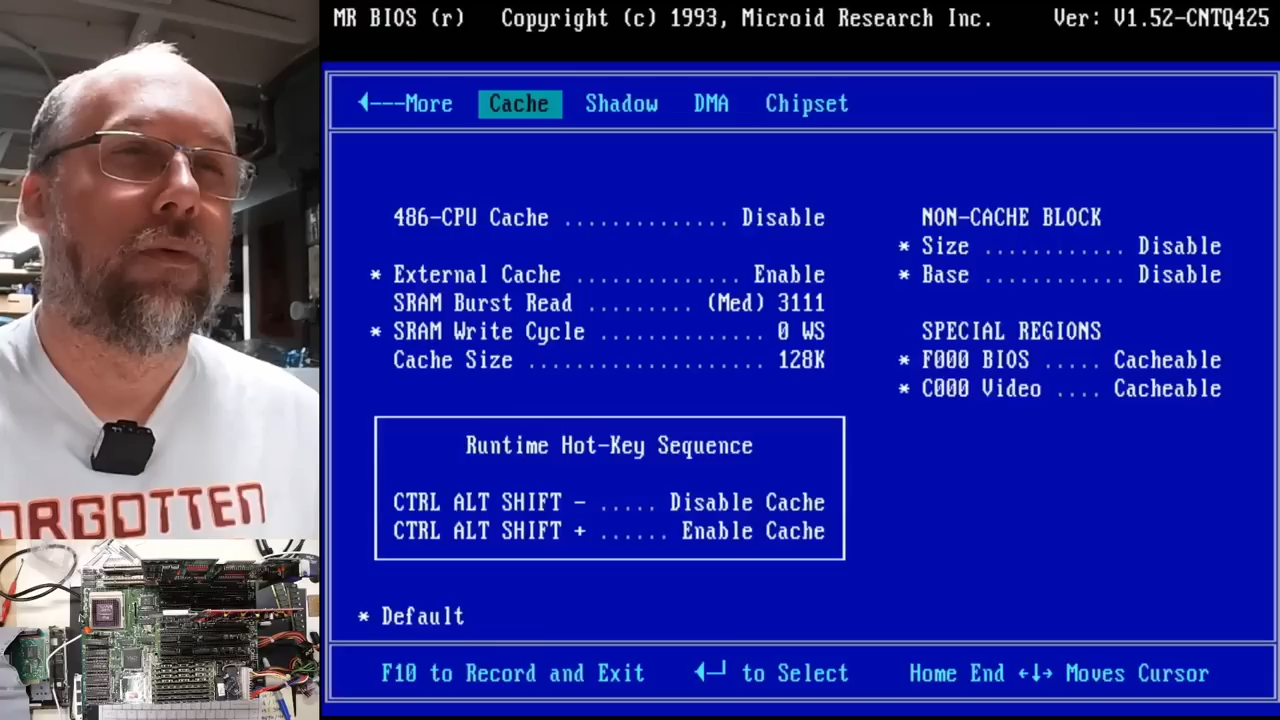 MR BIOS (r) Copyright (c) 1993, Microid Research Inc. Ver: V1.52-CNTQ425
◄---More Cache Shadow DMA Chipset
486-CPU Cache .............. Disable
* External Cache ............. Enable
SRAM Burst Read ......... (Med) 3111
* SRAM Write Cycle .............. 0 WS
Cache Size .................... 128K
NON-CACHE BLOCK
* Size ............ Disable
* Base ............ Disable
SPECIAL REGIONS
* F000 BIOS ..... Cacheable
* C000 Video .... Cacheable
Runtime Hot-Key Sequence
CTRL ALT SHIFT - ..... Disable Cache
CTRL ALT SHIFT + ...... Enable Cache
* Default
F10 to Record and Exit ◄─┘ to Select Home End ←↓→ Moves Cursor
ORGOTTEN